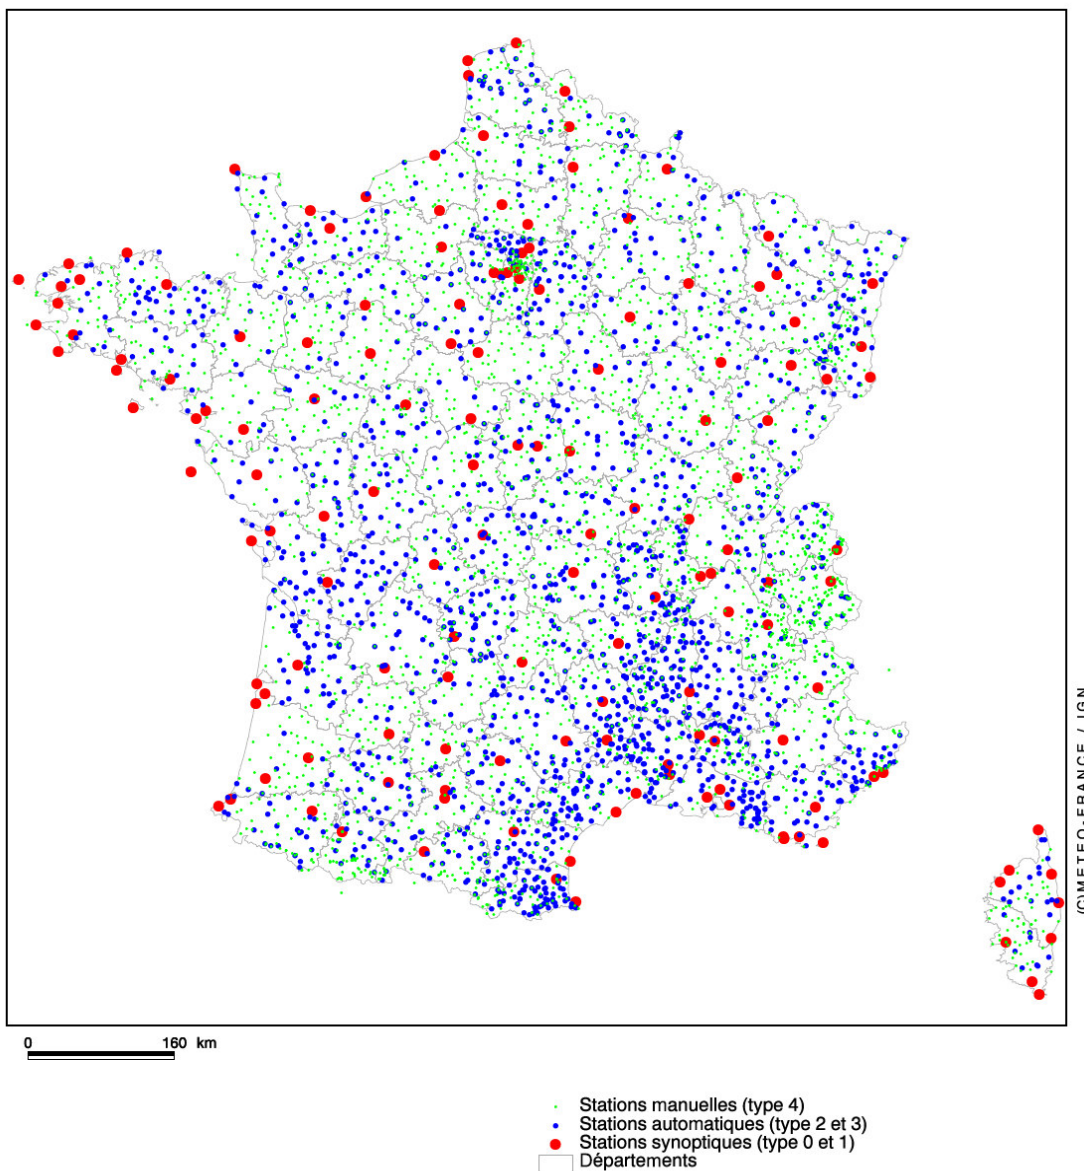 (C)METEO-FRANCE / IGN
0 160 km
Stations manuelles (type 4)
Stations automatiques (type 2 et 3)
Stations synoptiques (type 0 et 1)
Départements